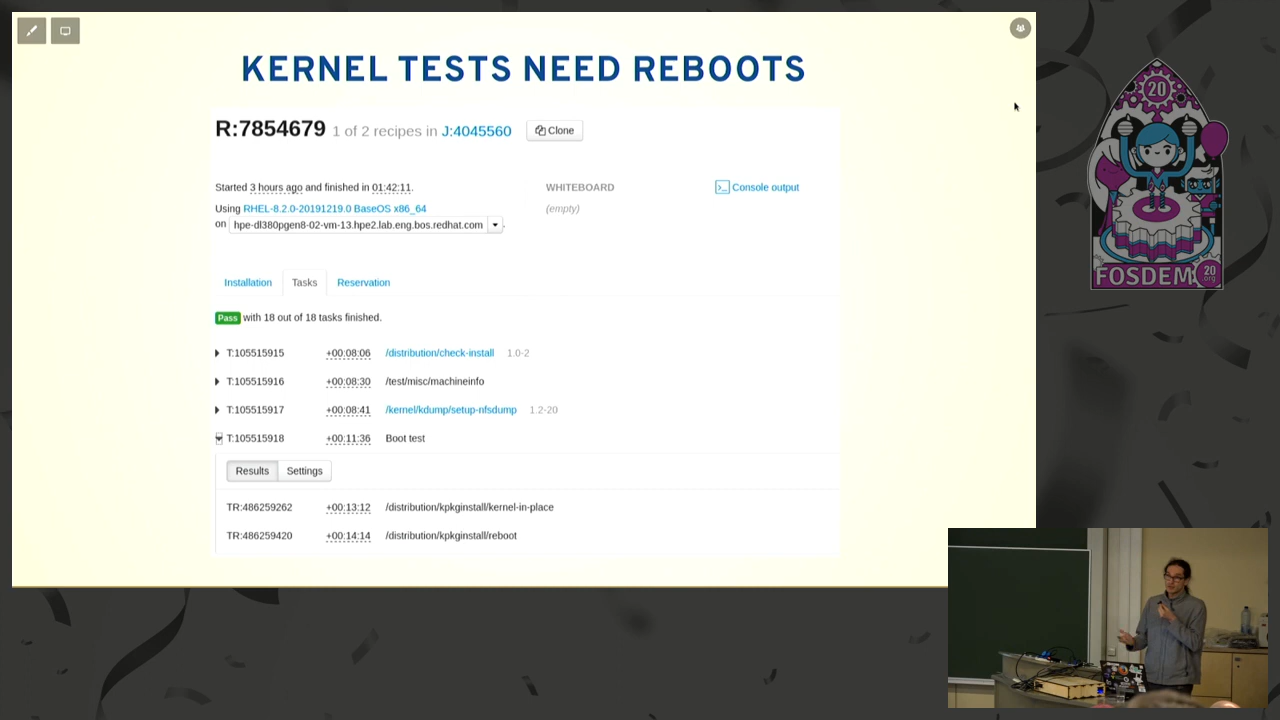 KERNEL TESTS NEED REBOOTS
R:7854679 1 of 2 recipes in J:4045560 Clone
Started 3 hours ago and finished in 01:42:11. WHITEBOARD Console output
Using RHEL-8.2.0-20191219.0 BaseOS x86_64 (empty)
on hpe-dl380pgen8-02-vm-13.hpe2.lab.eng.bos.redhat.com .
Installation Tasks Reservation
Pass with 18 out of 18 tasks finished.
T:105515915 +00:08:06 /distribution/check-install 1.0-2
T:105515916 +00:08:30 /test/misc/machineinfo
T:105515917 +00:08:41 /kernel/kdump/setup-nfsdump 1.2-20
T:105515918 +00:11:36 Boot test
Results Settings
TR:486259262 +00:13:12 /distribution/kpkginstall/kernel-in-place
TR:486259420 +00:14:14 /distribution/kpkginstall/reboot
20
FOSDEM 20
.org